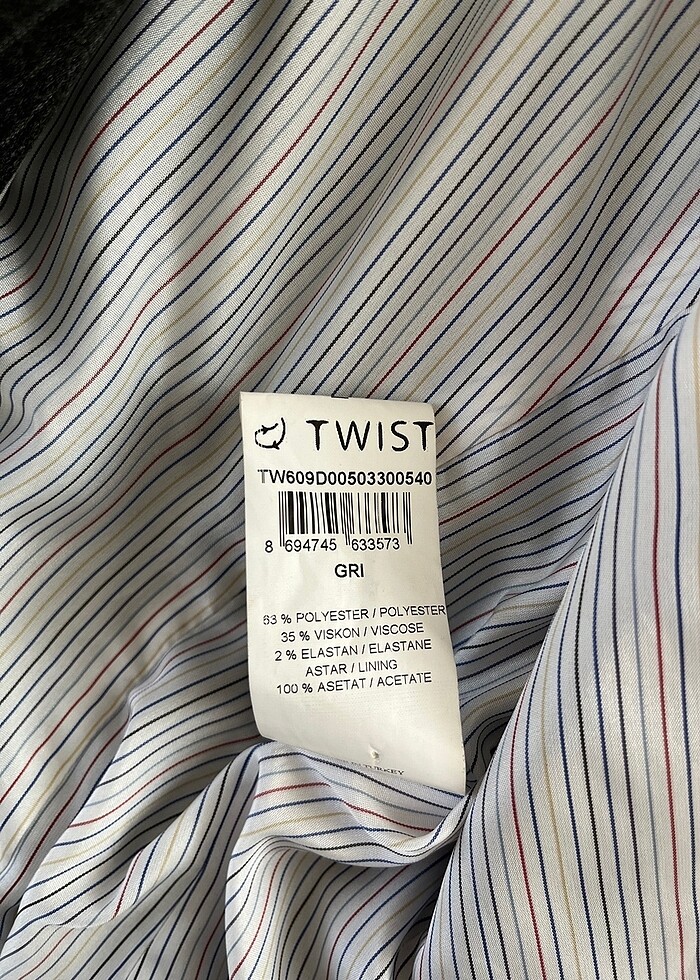 TWIST
TW609D00503300540
8 694745 633573
GRI
63 % POLYESTER / POLYESTER
35 % VISKON / VISCOSE
2 % ELASTAN / ELASTANE
ASTAR / LINING
100 % ASETAT / ACETATE
TURKEY